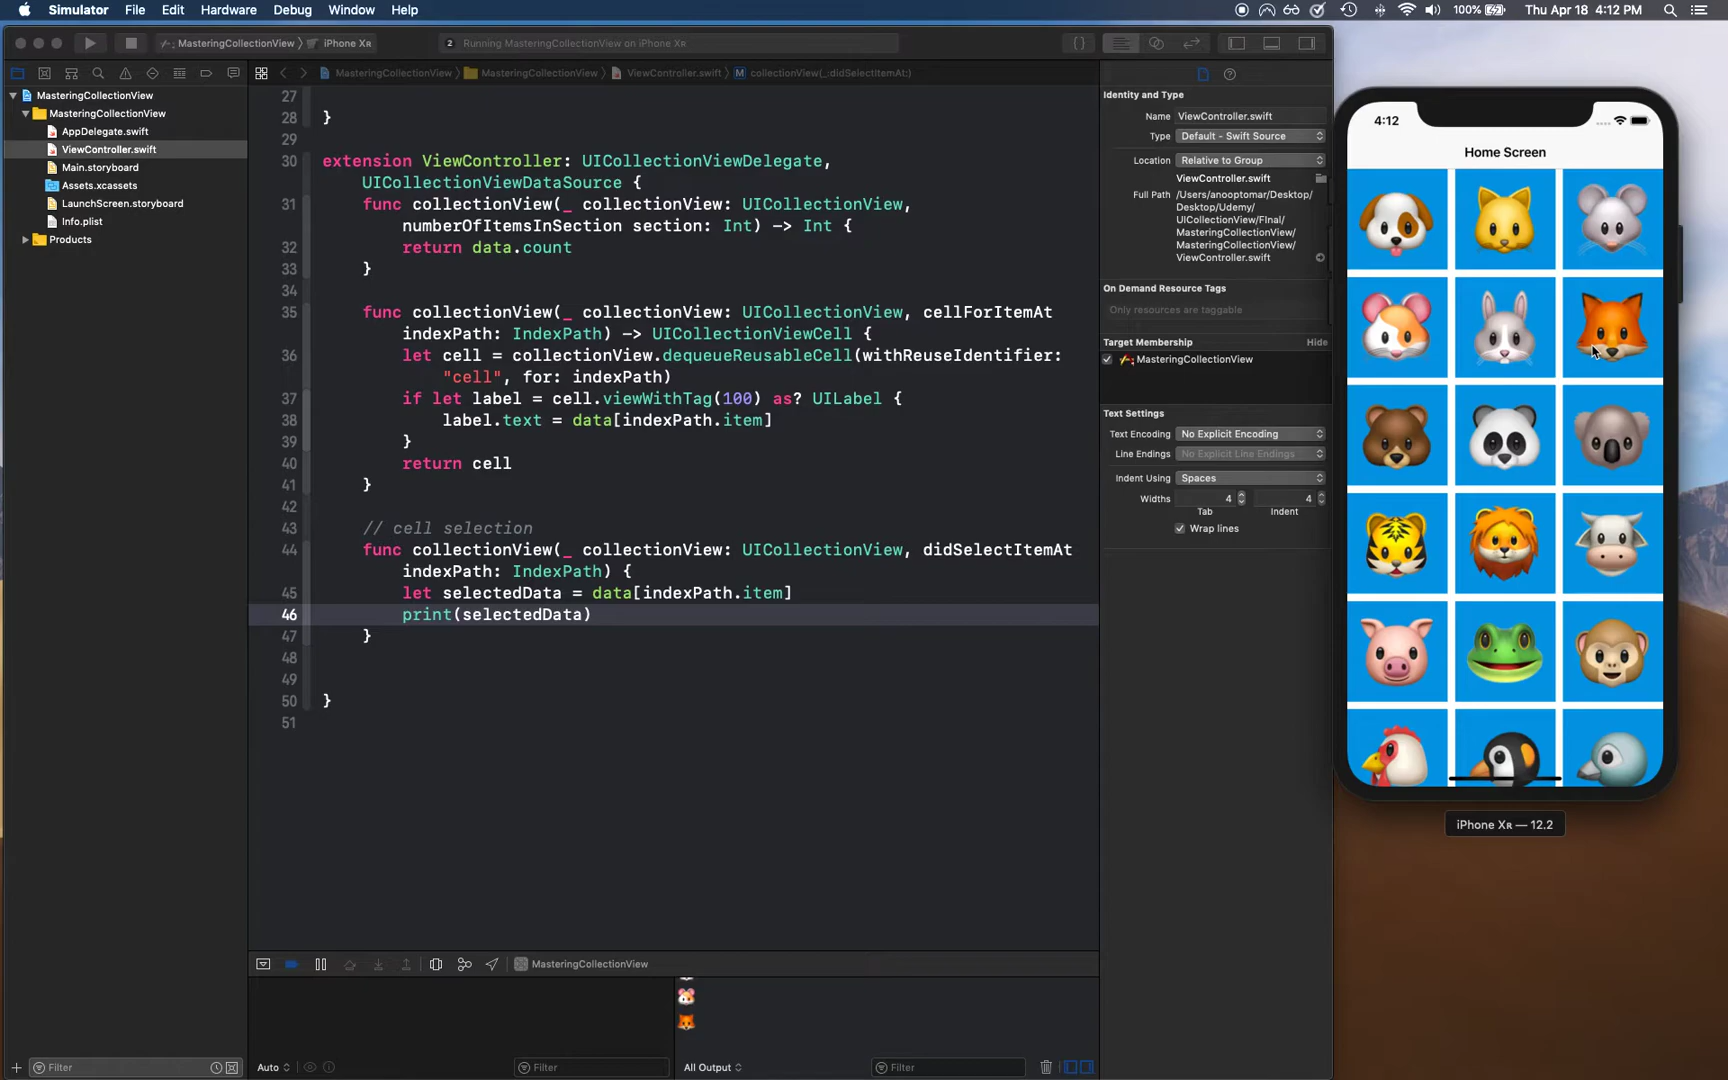 Simulator File Edit Hardware Debug Window Help 100% Thu Apr 18 4:12 PM
MasteringCollectionView iPhone Xʀ 2 Running MasteringCollectionView on iPhone Xʀ {}
MasteringCollectionView MasteringCollectionView ViewController.swift M collectionView(_:didSelectItemAt:)
MasteringCollectionView
MasteringCollectionView
AppDelegate.swift
ViewController.swift
Main.storyboard
Assets.xcassets
LaunchScreen.storyboard
Info.plist
Products
Filter
27
28 }
29
30 extension ViewController: UICollectionViewDelegate,
UICollectionViewDataSource {
31 func collectionView(_ collectionView: UICollectionView,
numberOfItemsInSection section: Int) -> Int {
32 return data.count
33 }
34
35 func collectionView(_ collectionView: UICollectionView, cellForItemAt
indexPath: IndexPath) -> UICollectionViewCell {
36 let cell = collectionView.dequeueReusableCell(withReuseIdentifier:
"cell", for: indexPath)
37 if let label = cell.viewWithTag(100) as? UILabel {
38 label.text = data[indexPath.item]
39 }
40 return cell
41 }
42
43 // cell selection
44 func collectionView(_ collectionView: UICollectionView, didSelectItemAt
indexPath: IndexPath) {
45 let selectedData = data[indexPath.item]
46 print(selectedData)
47 }
48
49
50 }
51
MasteringCollectionView
🐹
🦊
Auto Filter All Output Filter
Identity and Type
Name ViewController.swift
Type Default - Swift Source
Location Relative to Group
ViewController.swift
Full Path /Users/anooptomar/Desktop/
Desktop/Udemy/
UICollectionView/FInal/
MasteringCollectionView/
MasteringCollectionView/
ViewController.swift
On Demand Resource Tags
Only resources are taggable
Target Membership Hide
MasteringCollectionView
Text Settings
Text Encoding No Explicit Encoding
Line Endings No Explicit Line Endings
Indent Using Spaces
Widths 4 4
Tab Indent
Wrap lines
4:12
Home Screen
iPhone Xʀ — 12.2